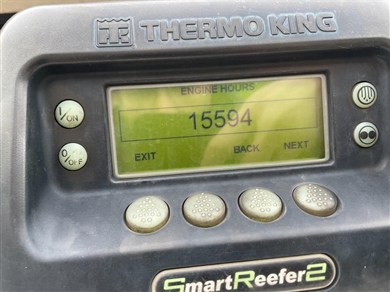 THERMO KING
ENGINE HOURS
I/ON
15594
O/OFF
EXIT BACK NEXT
SmartReefer2